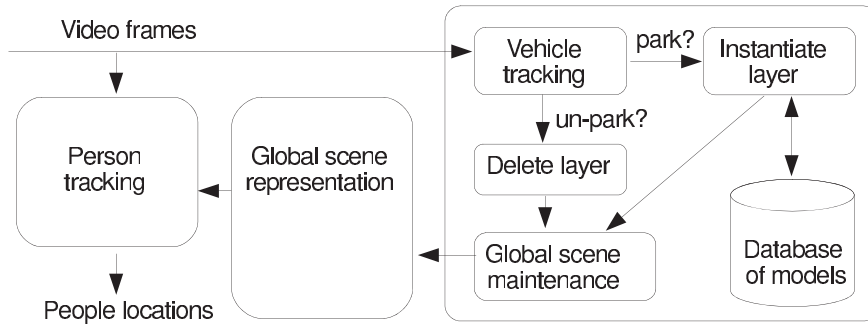 Video frames
Vehicle
tracking
park?
Instantiate
layer
un-park?
Person
tracking
Global scene
representation
Delete layer
Global scene
maintenance
Database
of models
People locations